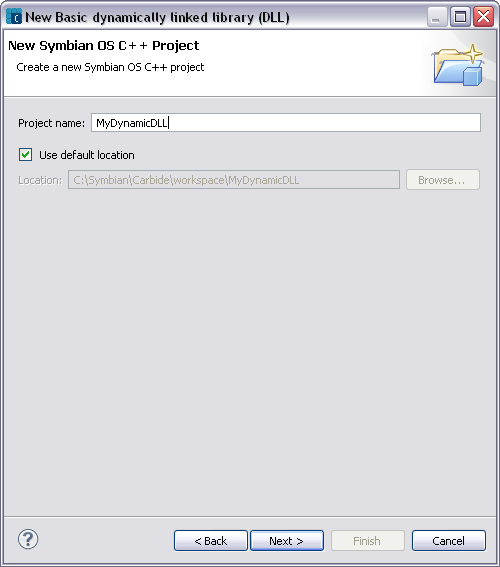 New Basic dynamically linked library (DLL)
New Symbian OS C++ Project
Create a new Symbian OS C++ project
Project name: MyDynamicDLL
Use default location
Location: C:\Symbian\Carbide\workspace\MyDynamicDLL Browse...
? < Back Next > Finish Cancel